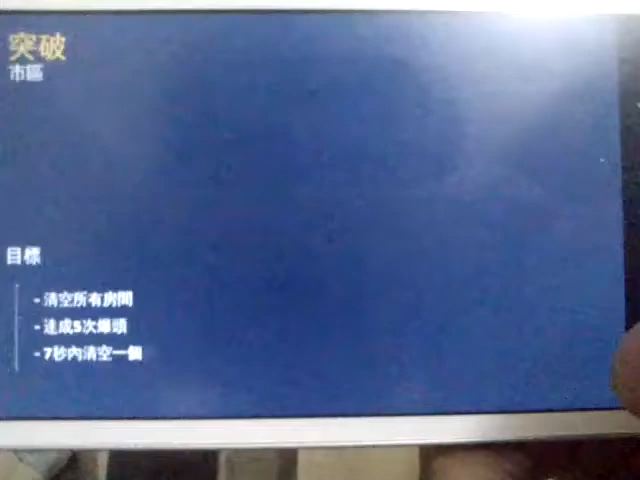 突破
市區
目標
- 清空所有房間
- 達成5次爆頭
- 7秒內清空一個